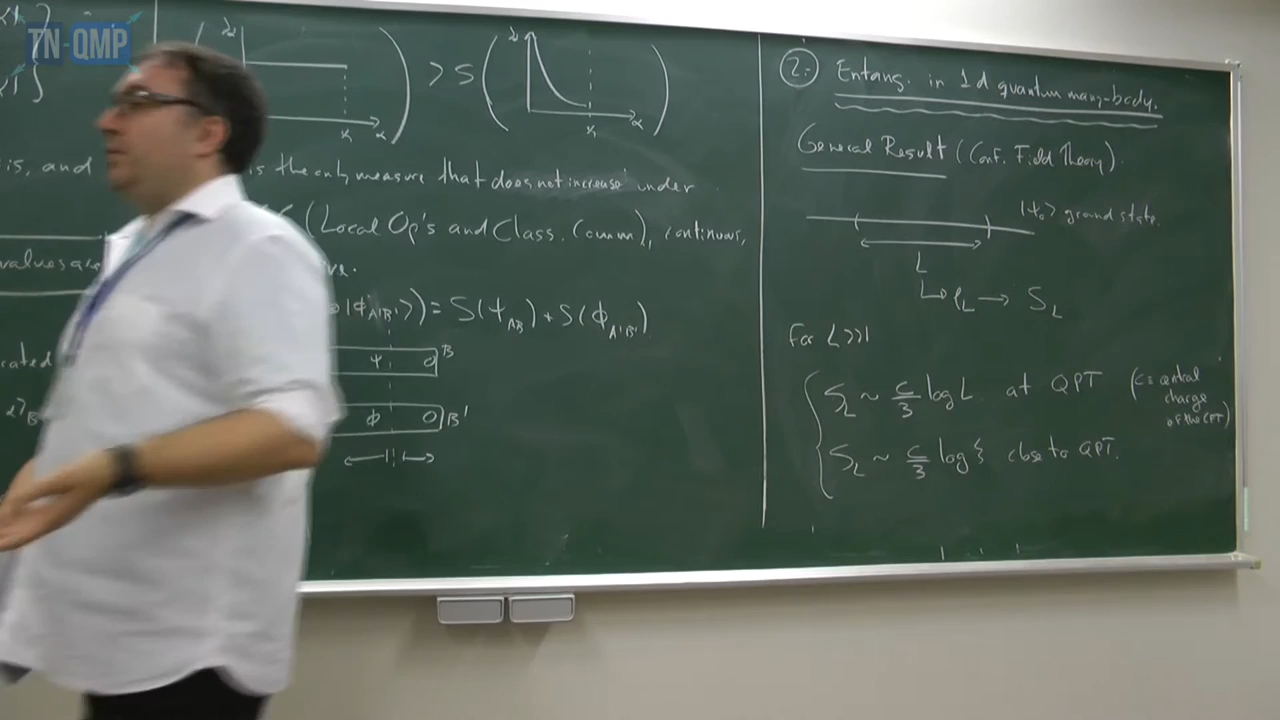 TN-QMP
> S
is, and
is the only measure that does not increase under
(Local Op's and Class. Comm), continuous,
values are
|ϕ_A'B'>) = S(ψ_AB) + S(ϕ_A'B')
ψ B
ϕ B'
2.- Entang. in 1d quantum many-body.
General Result (Conf. Field Theory).
|ψ₀> ground state.
L
ρ_L → S_L
For L>>1
S_L ~ c/3 log L at QPT (c = central charge of the CFT)
S_L ~ c/3 log ξ close to QPT.